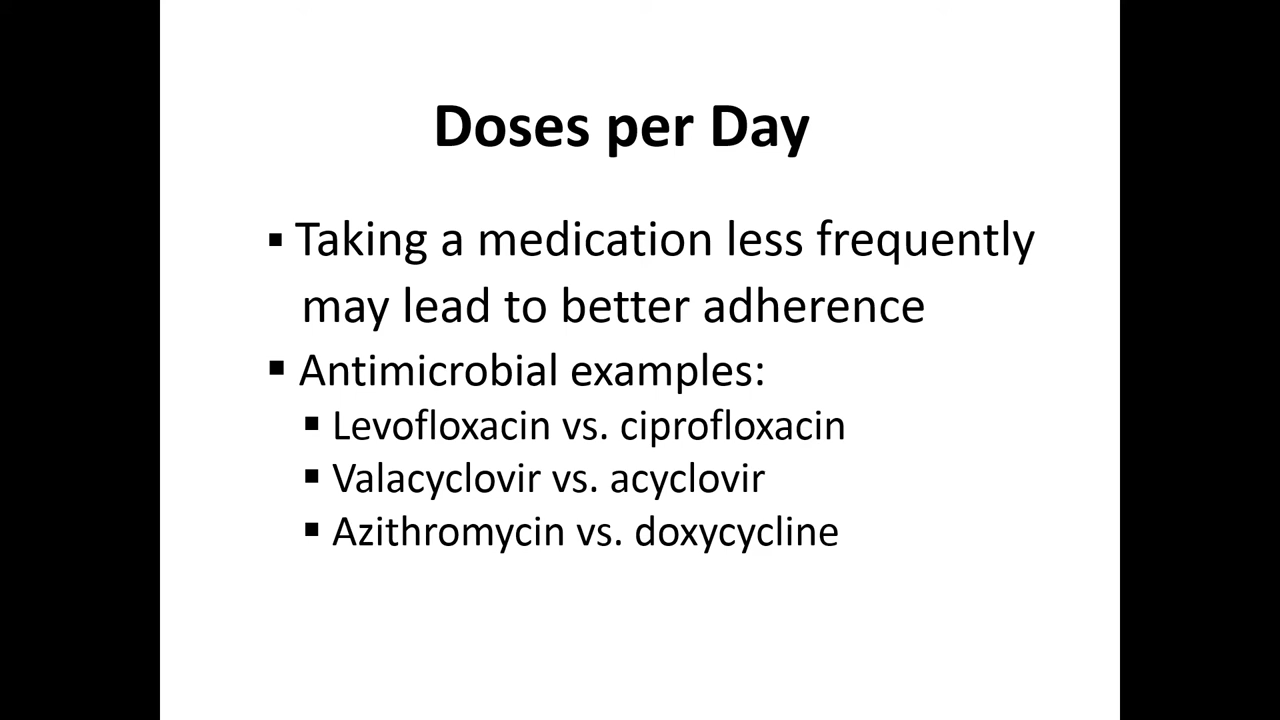 Doses per Day
▪ Taking a medication less frequently
may lead to better adherence
▪ Antimicrobial examples:
▪ Levofloxacin vs. ciprofloxacin
▪ Valacyclovir vs. acyclovir
▪ Azithromycin vs. doxycycline